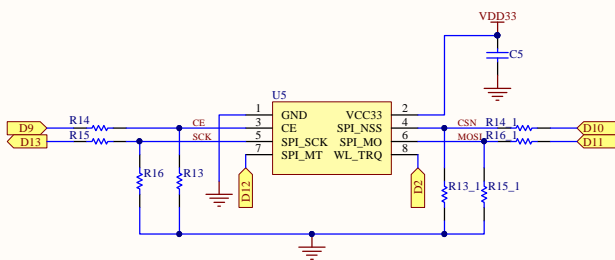 VDD33
C5
U5
1 GND VCC33 2
D9 R14 CE 3 CE SPI_NSS 4 CSN R14_1 D10
D13 R15 SCK 5 SPI_SCK SPI_MO 6 MOSI R16_1 D11
7 SPI_MT WL_TRQ 8
R16 R13 D12 D2 R13_1 R15_1